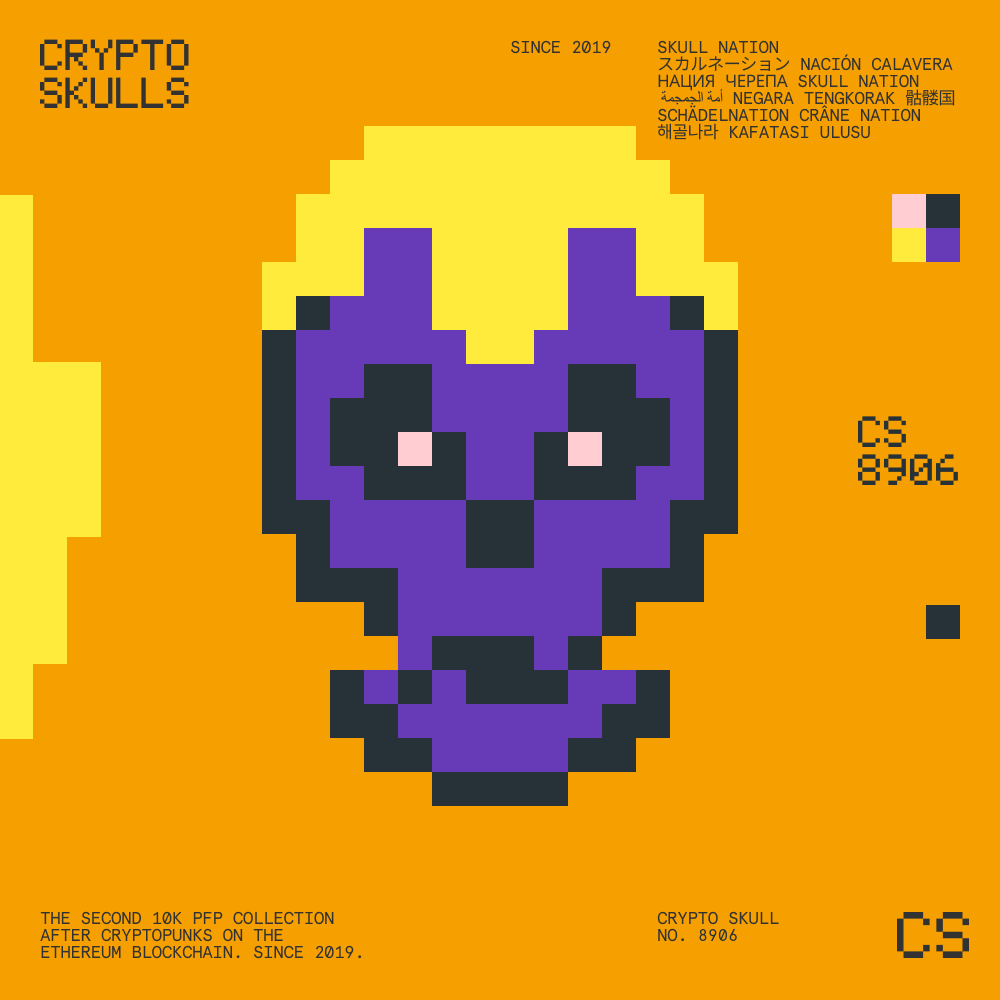 CRYPTO
SKULLS
SINCE 2019
SKULL NATION
スカルネーション NACIÓN CALAVERA
НАЦИЯ ЧЕРЕПА SKULL NATION
أمة الجمجمة NEGARA TENGKORAK 骷髅国
SCHÄDELNATION CRÂNE NATION
해골나라 KAFATASI ULUSU
CS
8906
THE SECOND 10K PFP COLLECTION
AFTER CRYPTOPUNKS ON THE
ETHEREUM BLOCKCHAIN. SINCE 2019.
CRYPTO SKULL
NO. 8906
CS